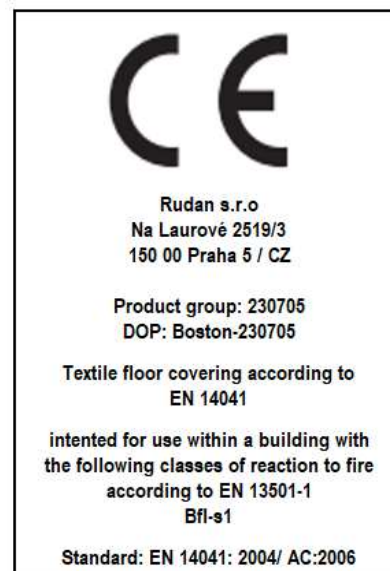 CE
Rudan s.r.o
Na Laurové 2519/3
150 00 Praha 5 / CZ
Product group: 230705
DOP: Boston-230705
Textile floor covering according to
EN 14041
intented for use within a building with
the following classes of reaction to fire
according to EN 13501-1
Bfl-s1
Standard: EN 14041: 2004/ AC:2006